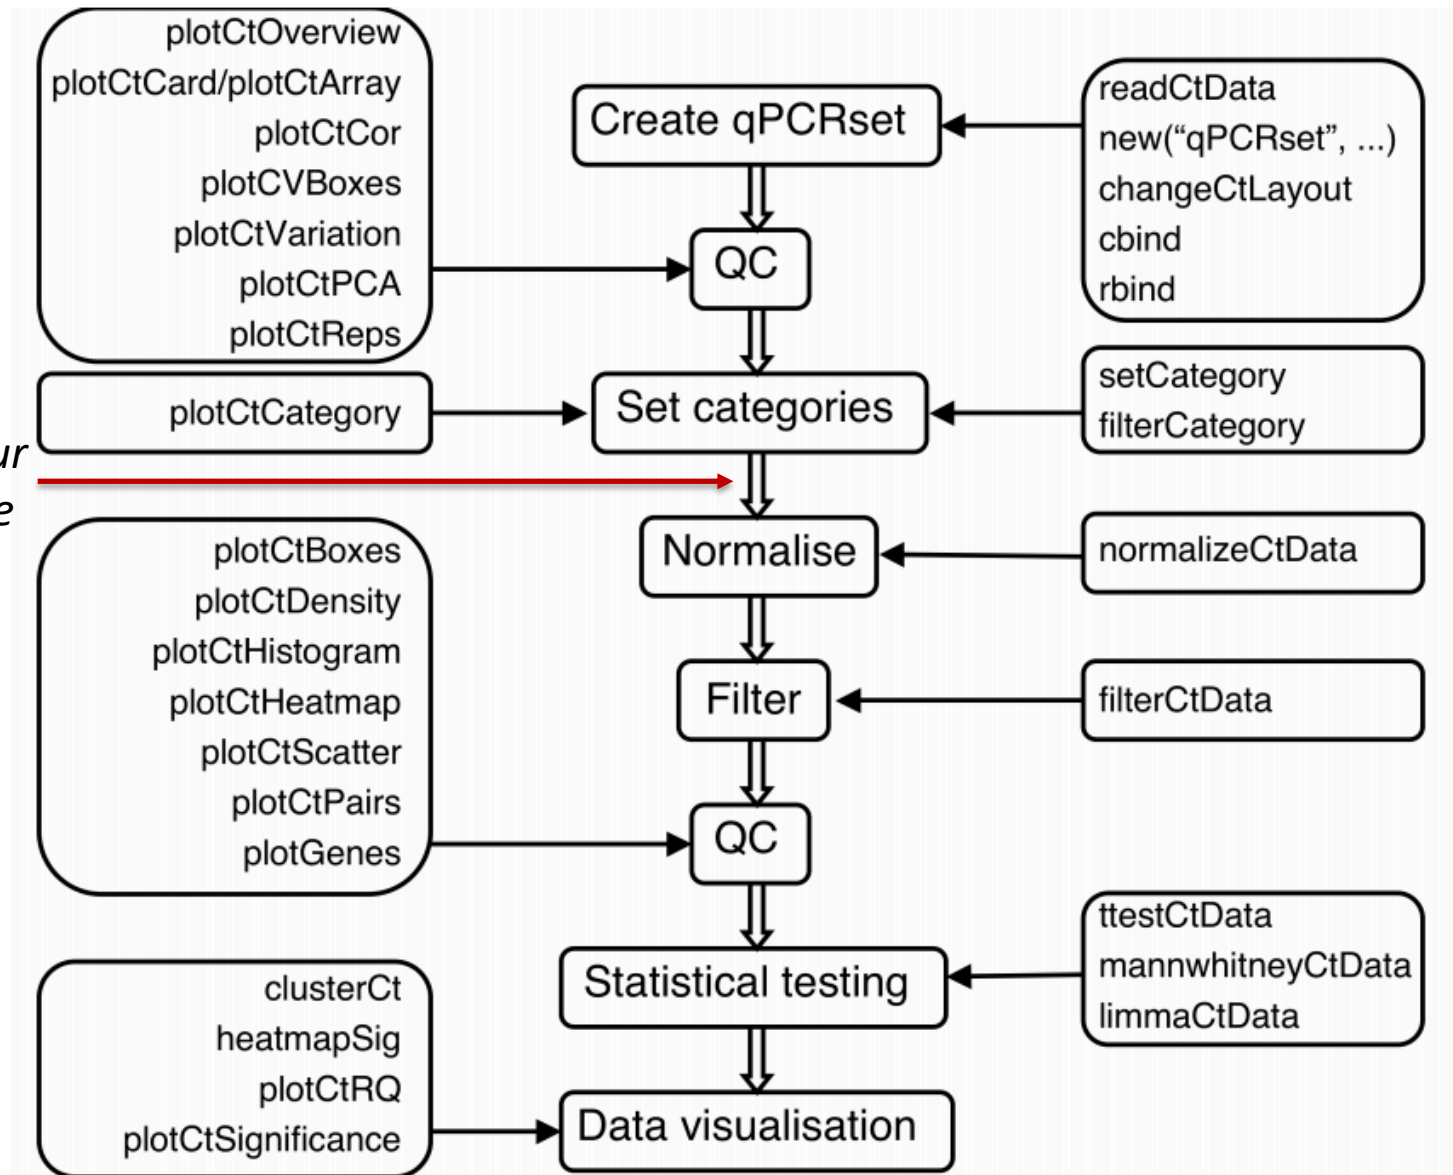 plotCtOverview
plotCtCard/plotCtArray
plotCtCor
plotCVBoxes
plotCtVariation
plotCtPCA
plotCtReps
plotCtCategory
plotCtBoxes
plotCtDensity
plotCtHistogram
plotCtHeatmap
plotCtScatter
plotCtPairs
plotGenes
clusterCt
heatmapSig
plotCtRQ
plotCtSignificance
Create qPCRset
QC
Set categories
Normalise
Filter
QC
Statistical testing
Data visualisation
readCtData
new(“qPCRset”, ...)
changeCtLayout
cbind
rbind
setCategory
filterCategory
normalizeCtData
filterCtData
ttestCtData
mannwhitneyCtData
limmaCtData